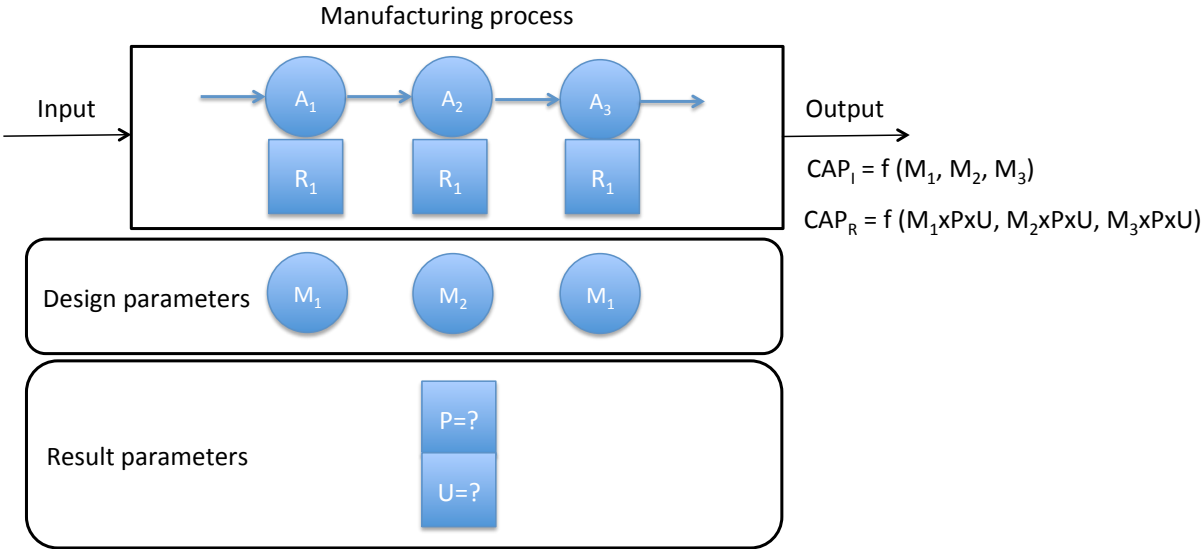 Manufacturing process
Input
A₁ A₂ A₃
Output
R₁ R₁ R₁
CAPᵢ = f (M₁, M₂, M₃)
CAP_R = f (M₁xPxU, M₂xPxU, M₃xPxU)
Design parameters
M₁ M₂ M₁
P=?
Result parameters
U=?